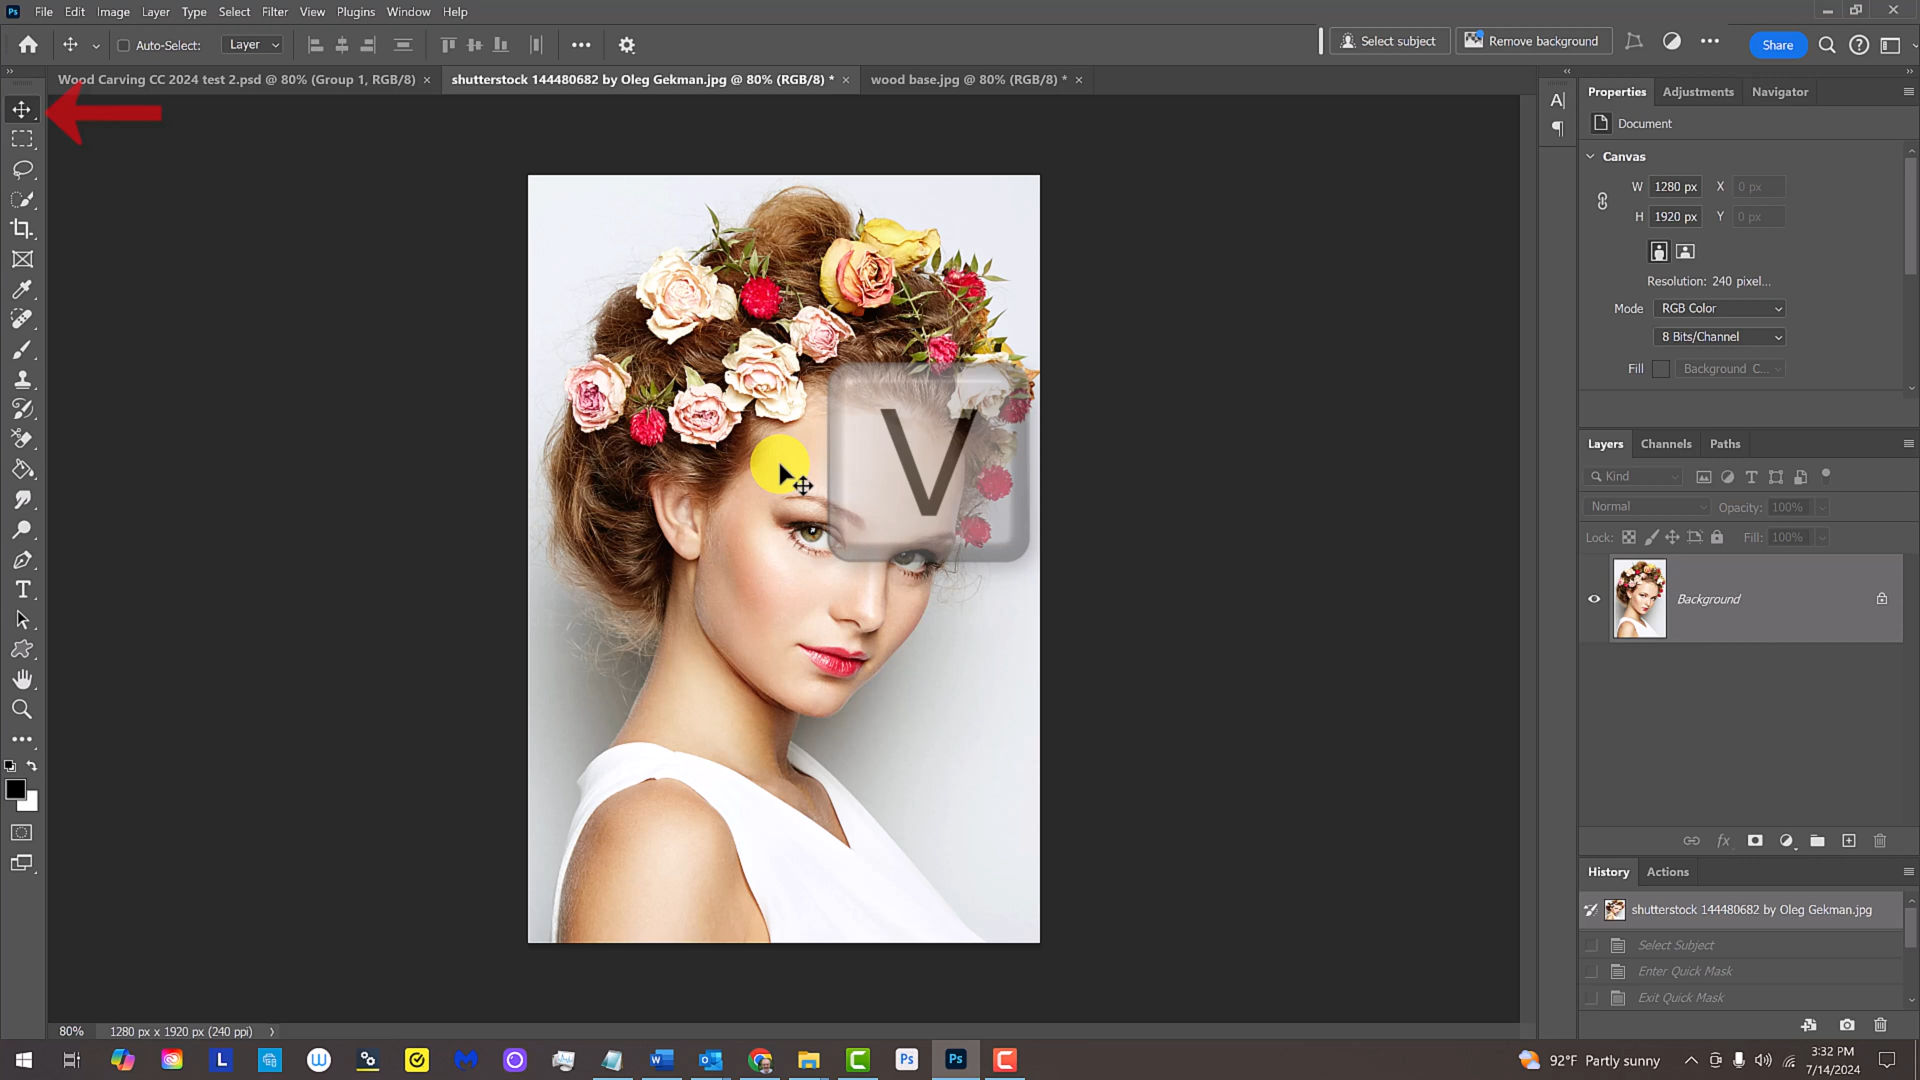 Ps File Edit Image Layer Type Select Filter View Plugins Window Help
Auto-Select: Layer Select subject Remove background Share
Wood Carving CC 2024 test 2.psd @ 80% (Group 1, RGB/8) × shutterstock 144480682 by Oleg Gekman.jpg @ 80% (RGB/8) * × wood base.jpg @ 80% (RGB/8) * ×
Properties Adjustments Navigator
Document
Canvas
W 1280 px X 0 px
H 1920 px Y 0 px
Resolution: 240 pixel...
Mode RGB Color
8 Bits/Channel
Fill Background C...
V
Layers Channels Paths
Kind
Normal Opacity: 100%
Lock: Fill: 100%
Background
History Actions
shutterstock 144480682 by Oleg Gekman.jpg
Select Subject
Enter Quick Mask
Exit Quick Mask
80% 1280 px x 1920 px (240 ppi)
92°F Partly sunny
3:32 PM
7/14/2024